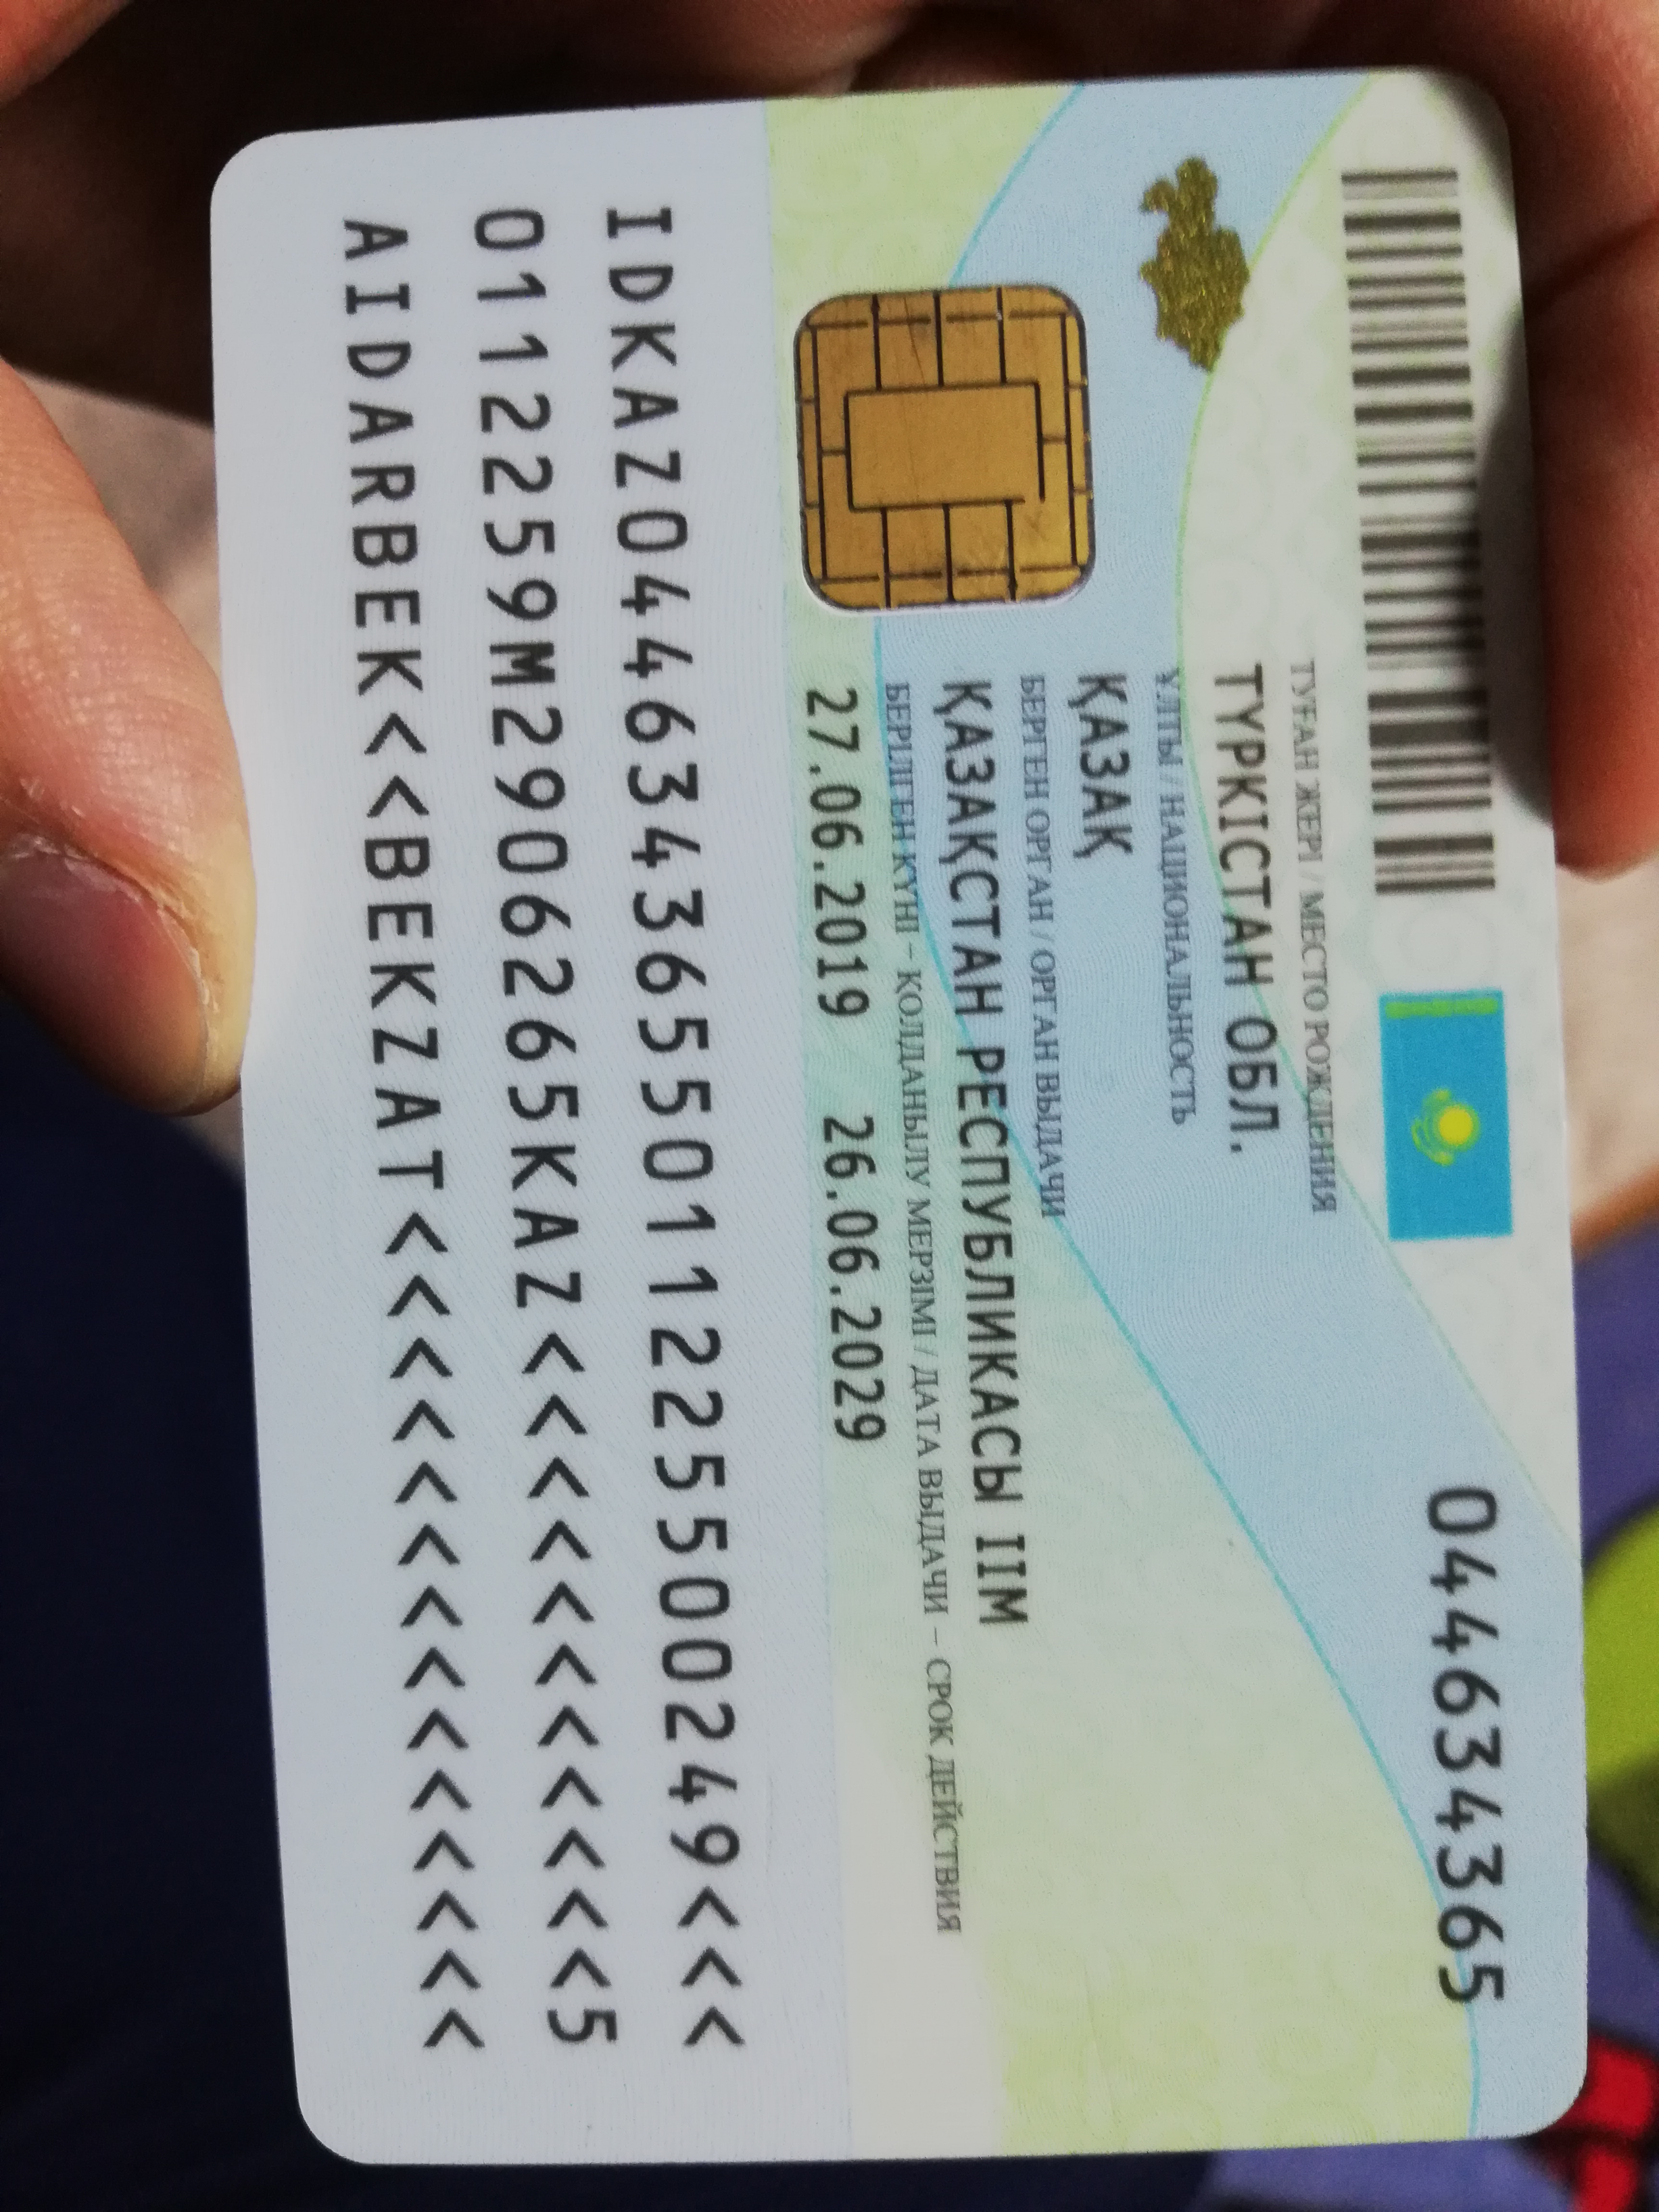 044634365
ТУҒАН ЖЕРІ / МЕСТО РОЖДЕНИЯ
ТҮРКІСТАН ОБЛ.
ҰЛТЫ / НАЦИОНАЛЬНОСТЬ
ҚАЗАҚ
БЕРГЕН ОРГАН / ОРГАН ВЫДАЧИ
ҚАЗАҚСТАН РЕСПУБЛИКАСЫ ІІМ
БЕРІЛГЕН КҮНІ – ҚОЛДАНЫЛУ МЕРЗІМІ / ДАТА ВЫДАЧИ – СРОК ДЕЙСТВИЯ
27.06.2019 26.06.2029
IDKAZ0446343655011225500249<<<
0112259M2906265KAZ<<<<<<<<<<<5
AIDARBEK<<BEKZAT<<<<<<<<<<<<<<